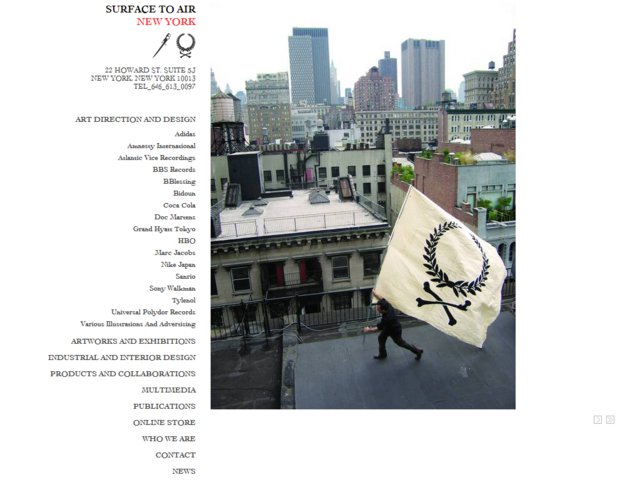 SURFACE TO AIR
NEW YORK
22 HOWARD ST. SUITE 5J
NEW YORK, NEW YORK 10013
TEL_646_613_0097
ART DIRECTION AND DESIGN
Adidas
Amnesty International
Atlantic Vice Recordings
BBS Records
BBlessing
Bidoun
Coca Cola
Doc Martens
Grand Hyatt Tokyo
HBO
Marc Jacobs
Nike Japan
Sanrio
Sony Walkman
Tylenol
Universal Polydor Records
Various Illustrations And Advertising
ARTWORKS AND EXHIBITIONS
INDUSTRIAL AND INTERIOR DESIGN
PRODUCTS AND COLLABORATIONS
MULTIMEDIA
PUBLICATIONS
ONLINE STORE
WHO WE ARE
CONTACT
NEWS